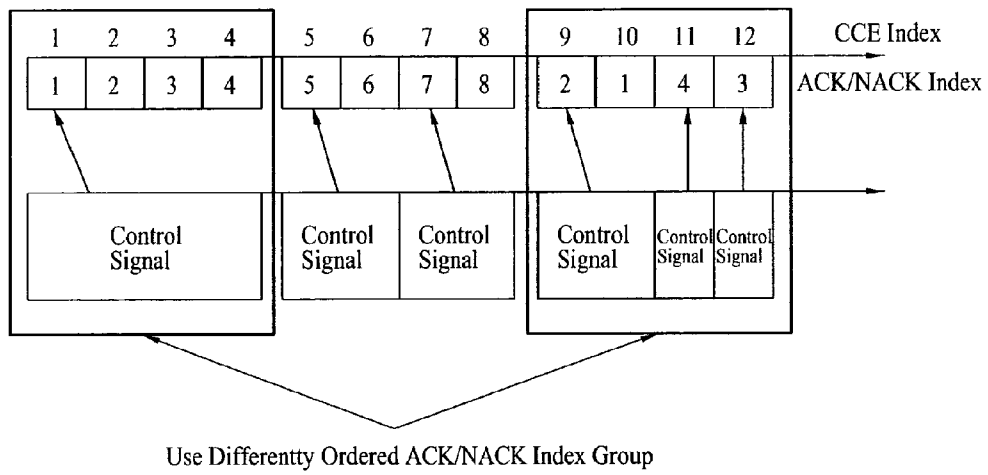 1 2 3 4 5 6 7 8 9 10 11 12 CCE Index
1 2 3 4 5 6 7 8 2 1 4 3 ACK/NACK Index
Control Signal
Control Signal
Control Signal
Control Signal
Control Signal
Control Signal
Use Differentty Ordered ACK/NACK Index Group